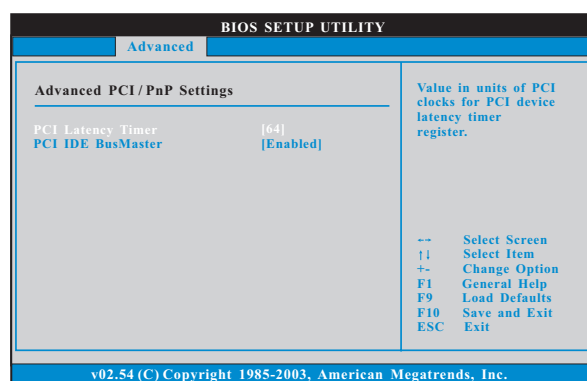 BIOS SETUP UTILITY
Advanced
Advanced PCI / PnP Settings
PCI Latency Timer [64]
PCI IDE BusMaster [Enabled]
Value in units of PCI
clocks for PCI device
latency timer
register.
←→ Select Screen
↑↓ Select Item
+- Change Option
F1 General Help
F9 Load Defaults
F10 Save and Exit
ESC Exit
v02.54 (C) Copyright 1985-2003, American Megatrends, Inc.